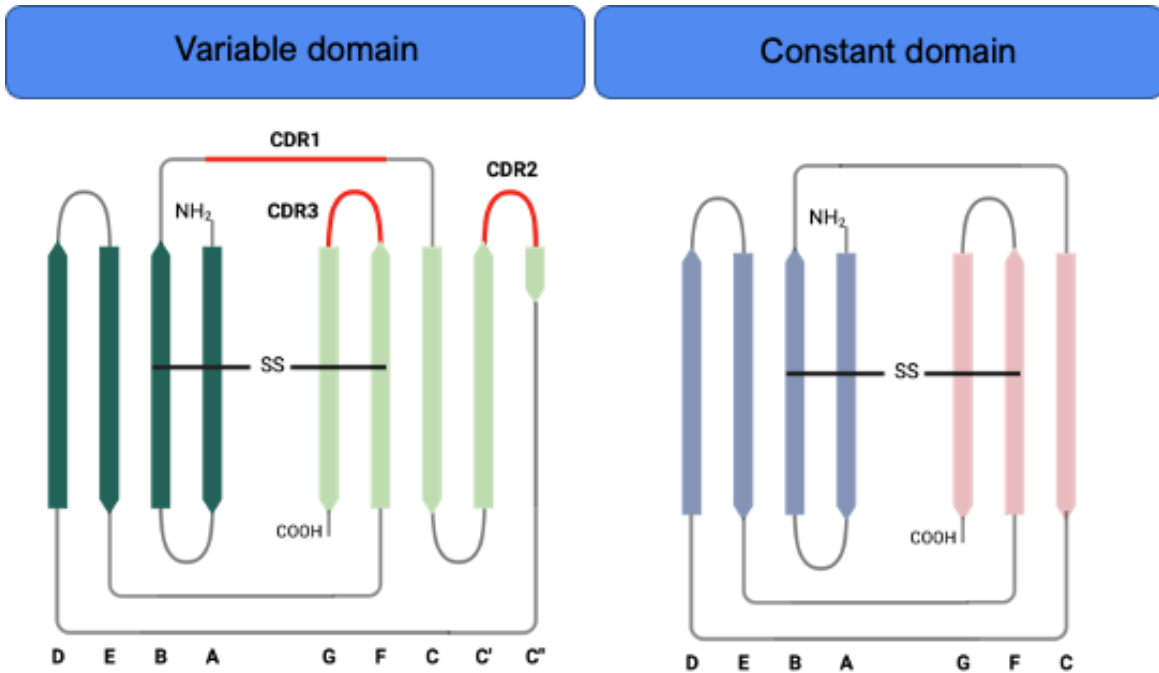 Variable domain
Constant domain
CDR1
CDR2
CDR3
NH2
SS
COOH
D E B A G F C C' C"
NH2
SS
COOH
D E B A G F C